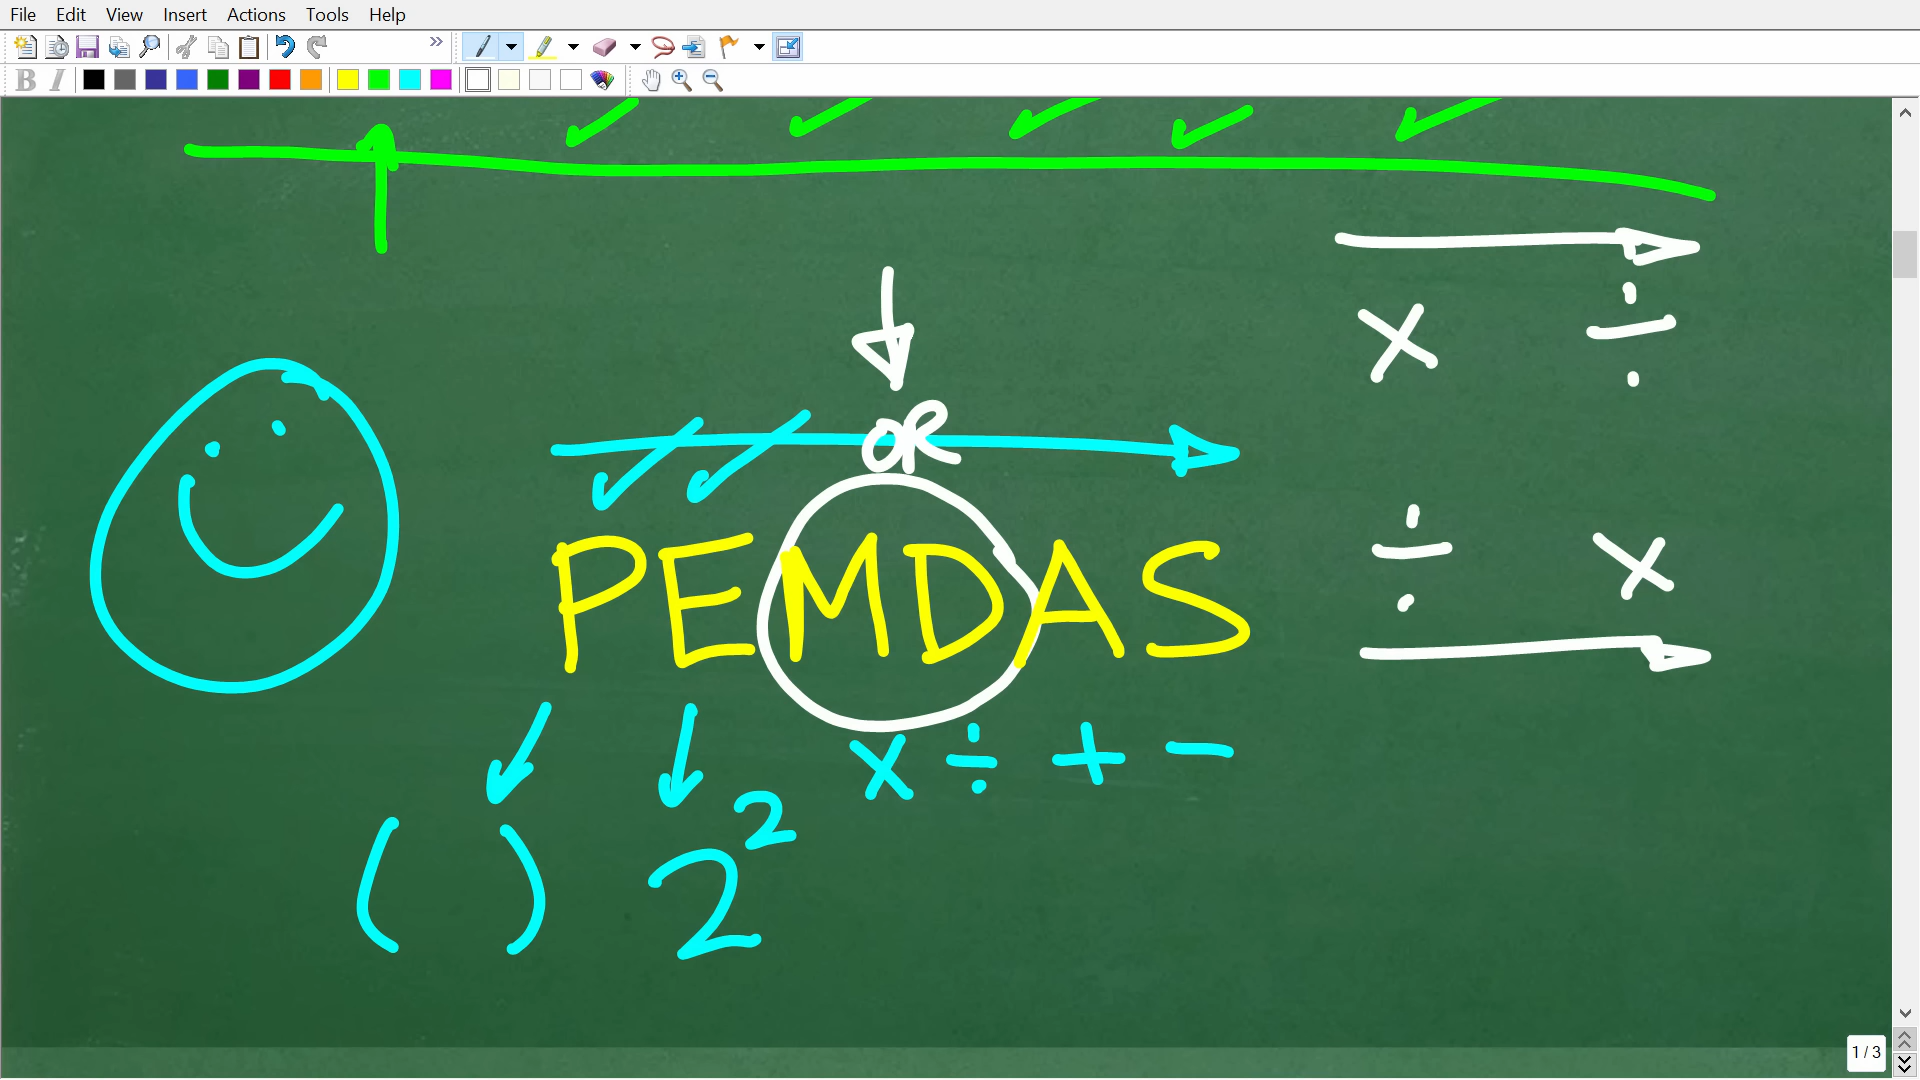 File Edit View Insert Actions Tools Help
B I
× ÷
OR
PEMDAS
÷ ×
× ÷ + −
( ) 2²
1 / 3